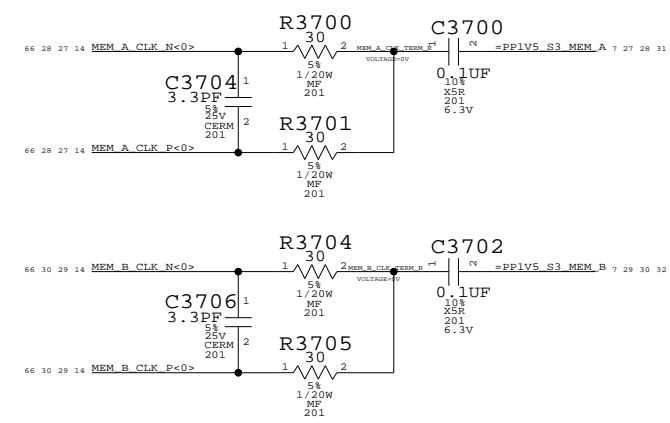 R3700
30
C3700
66 28 27 14 MEM_A_CLK_N<0>
1 2
MEM_A_CLK_TERM_R
VOLTAGE=0V
1 2
=PP1V5_S3_MEM_A 7 27 28 31
5%
1/20W
MF
201
0.1UF
10%
X5R
201
6.3V
C3704
3.3PF
5%
25V
CERM
201
1
2
R3701
30
66 28 27 14 MEM_A_CLK_P<0>
1 2
5%
1/20W
MF
201
R3704
30
C3702
66 30 29 14 MEM_B_CLK_N<0>
1 2
MEM_B_CLK_TERM_R
VOLTAGE=0V
1 2
=PP1V5_S3_MEM_B 7 29 30 32
5%
1/20W
MF
201
0.1UF
10%
X5R
201
6.3V
C3706
3.3PF
5%
25V
CERM
201
1
2
R3705
30
66 30 29 14 MEM_B_CLK_P<0>
1 2
5%
1/20W
MF
201